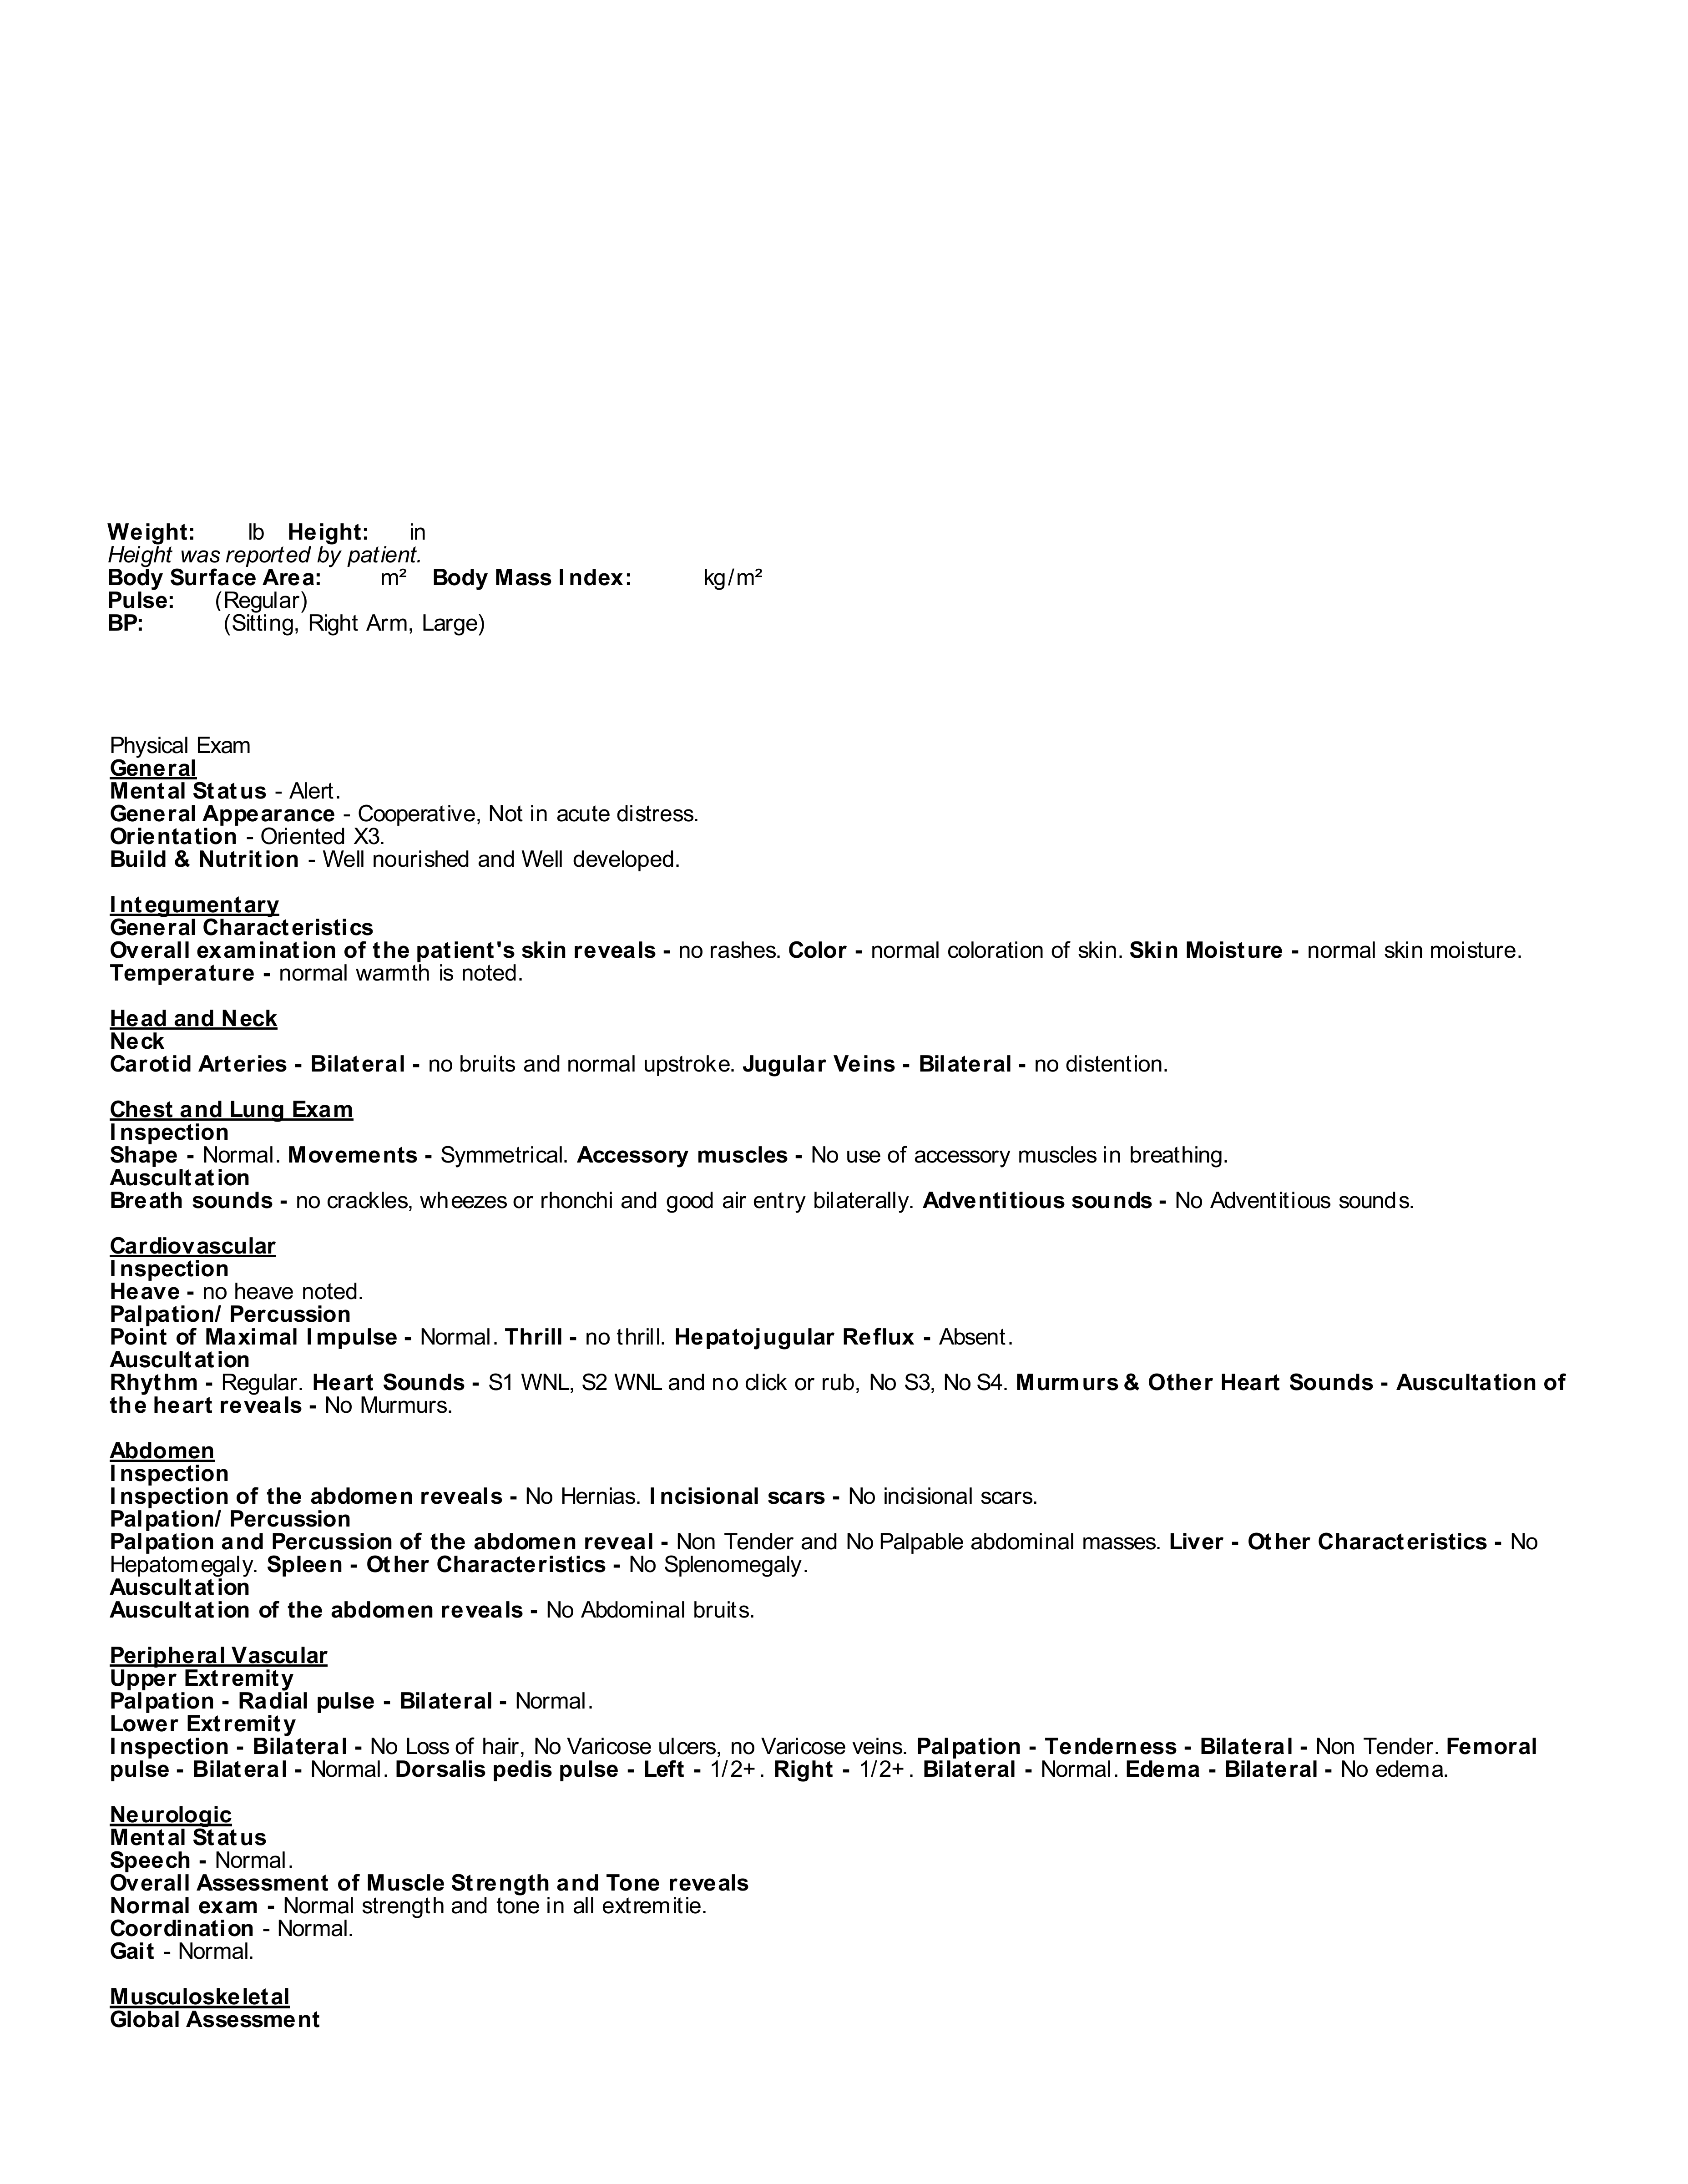 Weight: lb Height: in
Height was reported by patient.
Body Surface Area: m² Body Mass Index: kg/m²
Pulse: (Regular)
BP: (Sitting, Right Arm, Large)
Physical Exam
General
Mental Status - Alert.
General Appearance - Cooperative, Not in acute distress.
Orientation - Oriented X3.
Build & Nutrition - Well nourished and Well developed.
Integumentary
General Characteristics
Overall examination of the patient's skin reveals - no rashes. Color - normal coloration of skin. Skin Moisture - normal skin moisture.
Temperature - normal warmth is noted.
Head and Neck
Neck
Carotid Arteries - Bilateral - no bruits and normal upstroke. Jugular Veins - Bilateral - no distention.
Chest and Lung Exam
Inspection
Shape - Normal. Movements - Symmetrical. Accessory muscles - No use of accessory muscles in breathing.
Auscultation
Breath sounds - no crackles, wheezes or rhonchi and good air entry bilaterally. Adventitious sounds - No Adventitious sounds.
Cardiovascular
Inspection
Heave - no heave noted.
Palpation/ Percussion
Point of Maximal Impulse - Normal. Thrill - no thrill. Hepatojugular Reflux - Absent.
Auscultation
Rhythm - Regular. Heart Sounds - S1 WNL, S2 WNL and no click or rub, No S3, No S4. Murmurs & Other Heart Sounds - Auscultation of
the heart reveals - No Murmurs.
Abdomen
Inspection
Inspection of the abdomen reveals - No Hernias. Incisional scars - No incisional scars.
Palpation/ Percussion
Palpation and Percussion of the abdomen reveal - Non Tender and No Palpable abdominal masses. Liver - Other Characteristics - No
Hepatomegaly. Spleen - Other Characteristics - No Splenomegaly.
Auscultation
Auscultation of the abdomen reveals - No Abdominal bruits.
Peripheral Vascular
Upper Extremity
Palpation - Radial pulse - Bilateral - Normal.
Lower Extremity
Inspection - Bilateral - No Loss of hair, No Varicose ulcers, no Varicose veins. Palpation - Tenderness - Bilateral - Non Tender. Femoral
pulse - Bilateral - Normal. Dorsalis pedis pulse - Left - 1/2+. Right - 1/2+. Bilateral - Normal. Edema - Bilateral - No edema.
Neurologic
Mental Status
Speech - Normal.
Overall Assessment of Muscle Strength and Tone reveals
Normal exam - Normal strength and tone in all extremitie.
Coordination - Normal.
Gait - Normal.
Musculoskeletal
Global Assessment